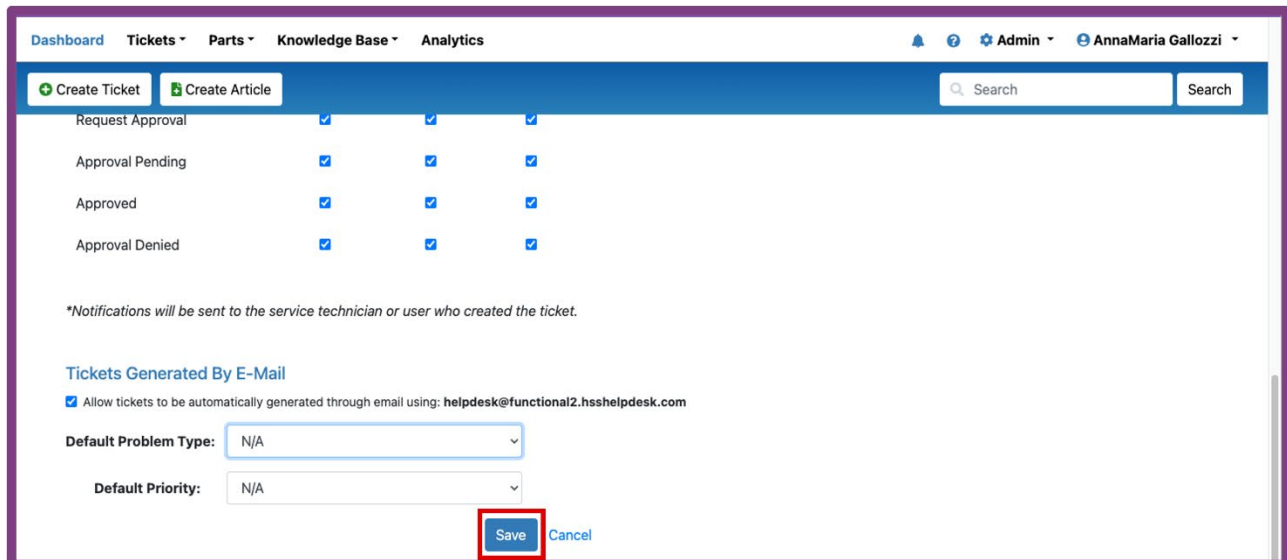 Dashboard Tickets Parts Knowledge Base Analytics Admin AnnaMaria Gallozzi
Create Ticket Create Article Search Search
Request Approval
Approval Pending
Approved
Approval Denied
*Notifications will be sent to the service technician or user who created the ticket.
Tickets Generated By E-Mail
Allow tickets to be automatically generated through email using: helpdesk@functional2.hsshelpdesk.com
Default Problem Type: N/A
Default Priority: N/A
Save Cancel